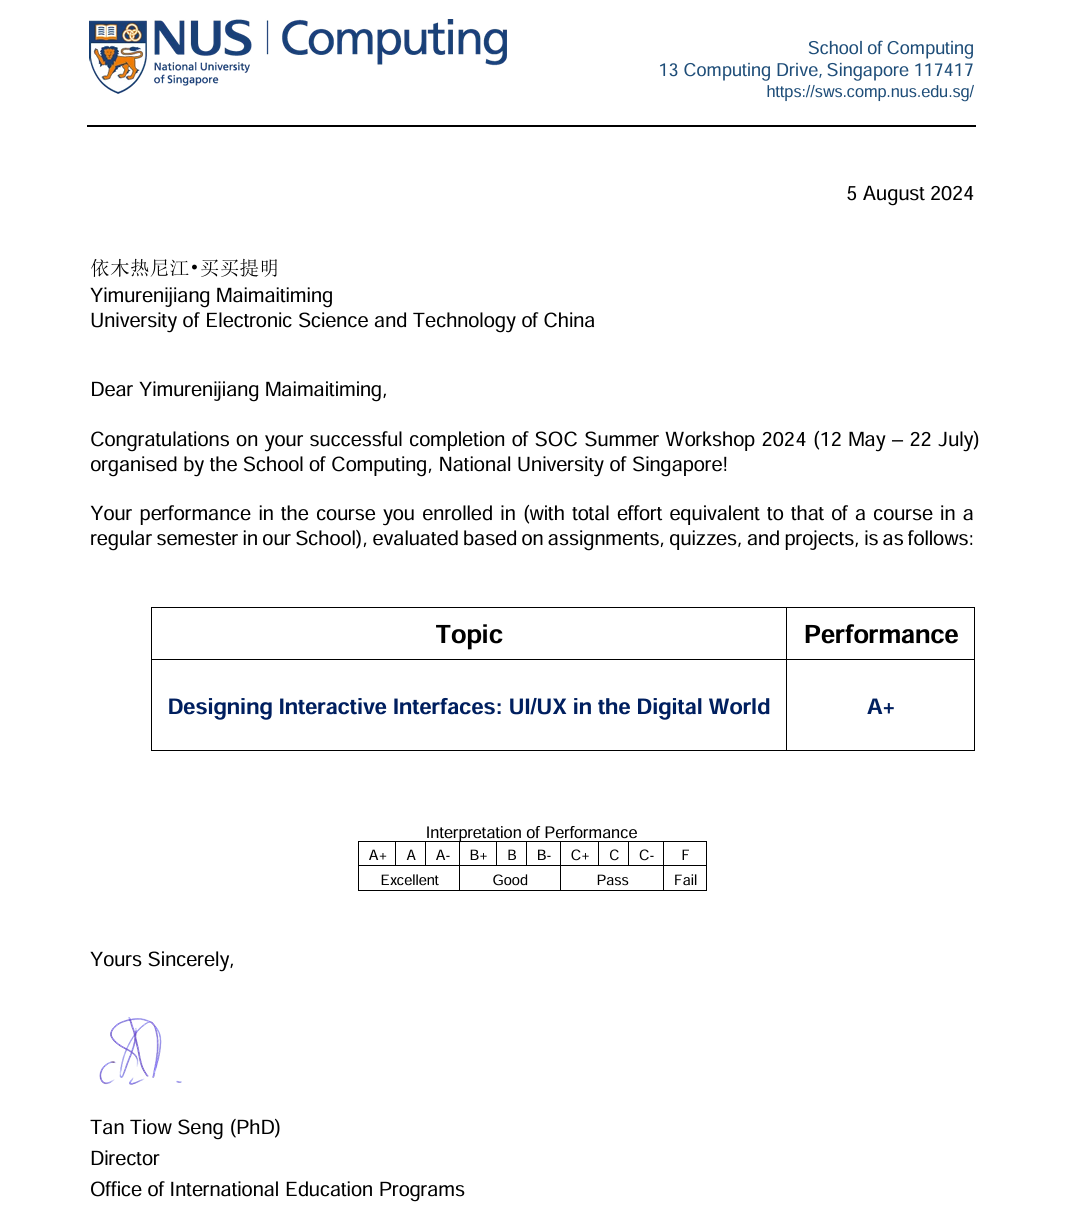 NUS | Computing
National University
of Singapore
School of Computing
13 Computing Drive, Singapore 117417
https://sws.comp.nus.edu.sg/
5 August 2024
依木热尼江•买买提明
Yimurenijiang Maimaitiming
University of Electronic Science and Technology of China
Dear Yimurenijiang Maimaitiming,
Congratulations on your successful completion of SOC Summer Workshop 2024 (12 May – 22 July)
organised by the School of Computing, National University of Singapore!
Your performance in the course you enrolled in (with total effort equivalent to that of a course in a
regular semester in our School), evaluated based on assignments, quizzes, and projects, is as follows:
Topic Performance
Designing Interactive Interfaces: UI/UX in the Digital World A+
Interpretation of Performance
A+ A A- B+ B B- C+ C C- F
Excellent Good Pass Fail
Yours Sincerely,
Tan Tiow Seng (PhD)
Director
Office of International Education Programs